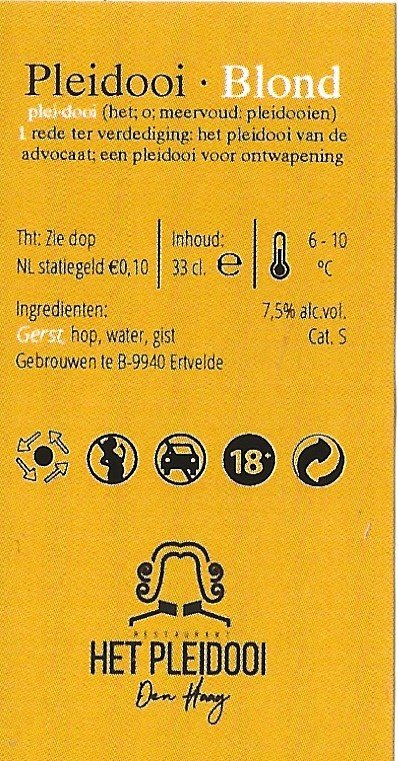 Pleidooi · Blond
plei·dooi (het; o; meervoud: pleidooien)
1 rede ter verdediging: het pleidooi van de
advocaat; een pleidooi voor ontwapening
Tht: Zie dop
NL statiegeld €0,10
Inhoud:
33 cl. ℮
6 - 10
°C
Ingredienten:
Gerst, hop, water, gist
Gebrouwen te B-9940 Ertvelde
7,5% alc.vol.
Cat. S
18+
RESTAURANT
HET PLEIDOOI
Den Haag